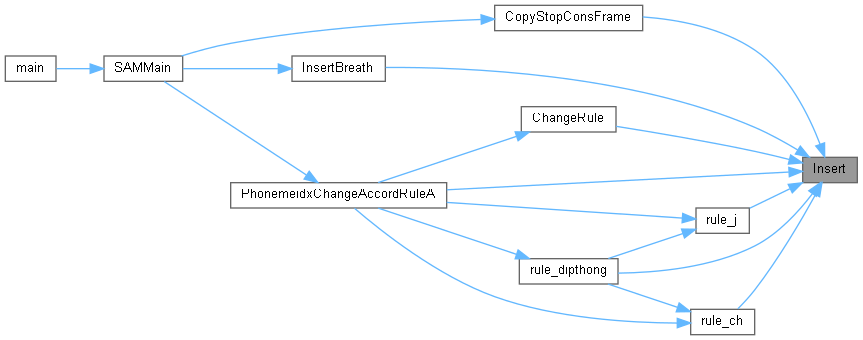 CopyStopConsFrame
main
SAMMain
InsertBreath
ChangeRule
Insert
PhonemeIdxChangeAccordRuleA
rule_j
rule_dipthong
rule_ch